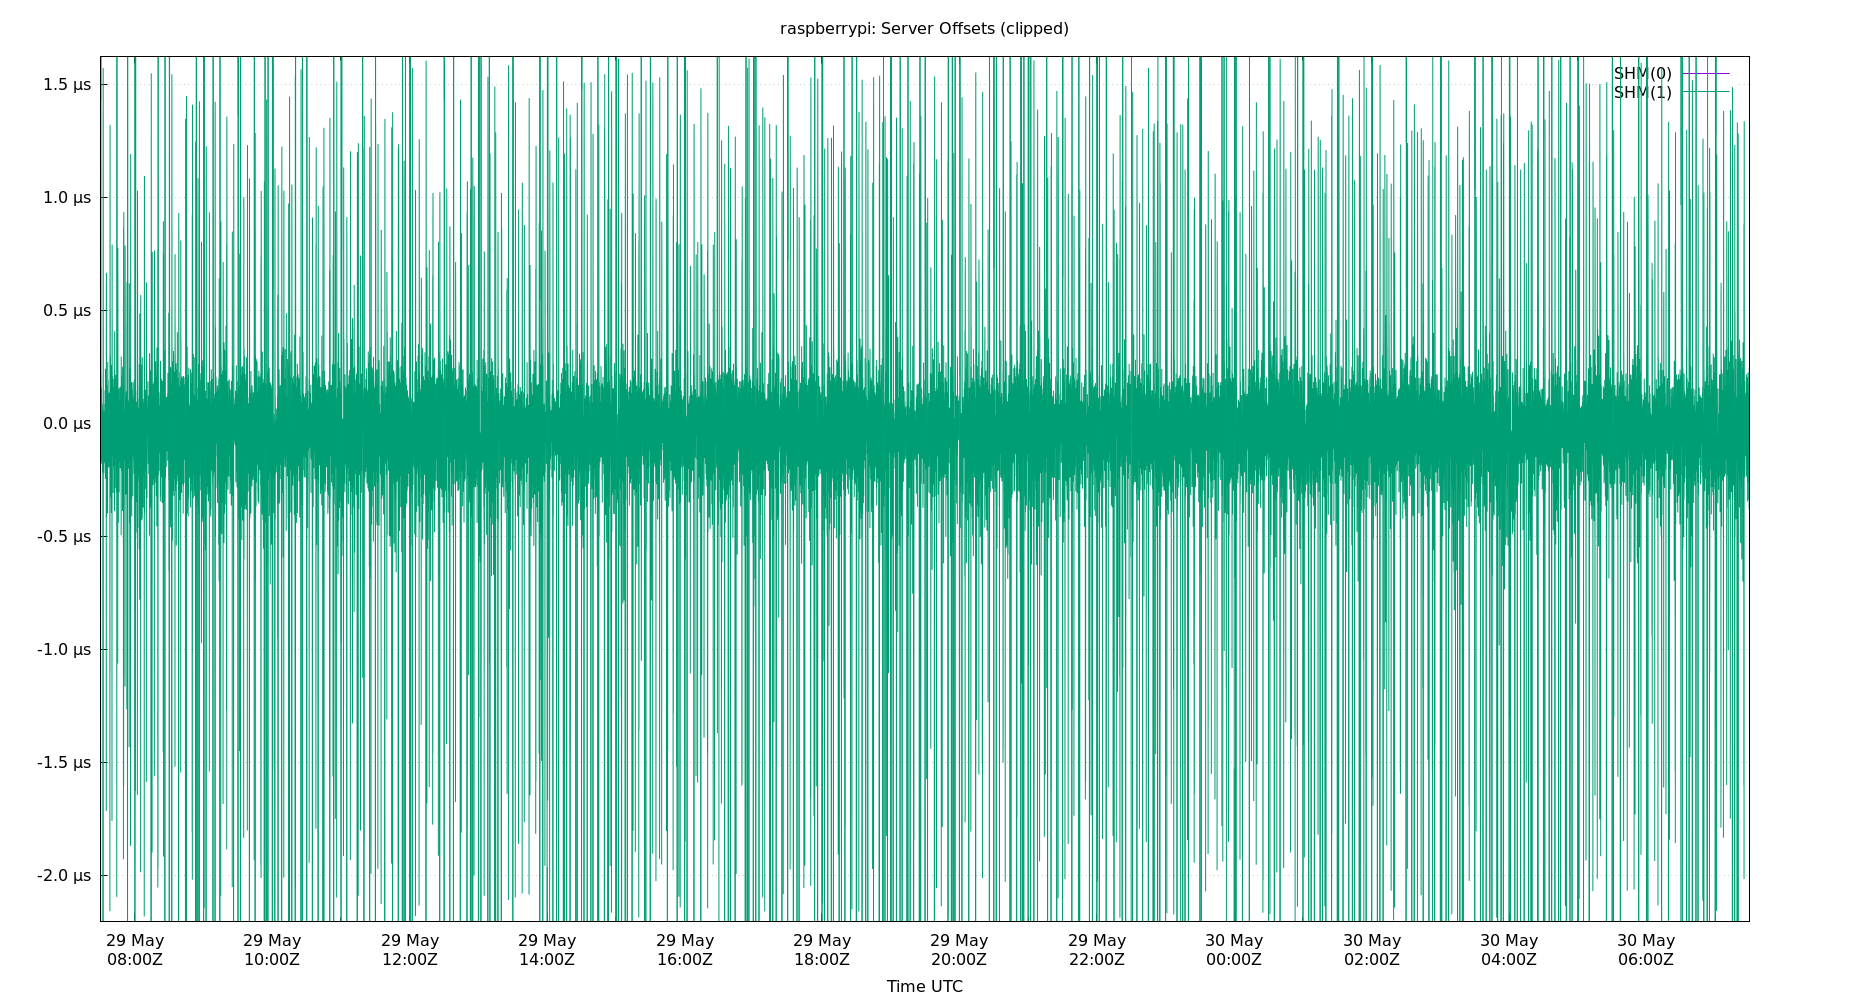 raspberrypi: Server Offsets (clipped)
SHM(0)
SHM(1)
1.5 µs
1.0 µs
0.5 µs
0.0 µs
-0.5 µs
-1.0 µs
-1.5 µs
-2.0 µs
29 May 29 May 29 May 29 May 29 May 29 May 29 May 29 May 30 May 30 May 30 May 30 May
08:00Z 10:00Z 12:00Z 14:00Z 16:00Z 18:00Z 20:00Z 22:00Z 00:00Z 02:00Z 04:00Z 06:00Z
Time UTC